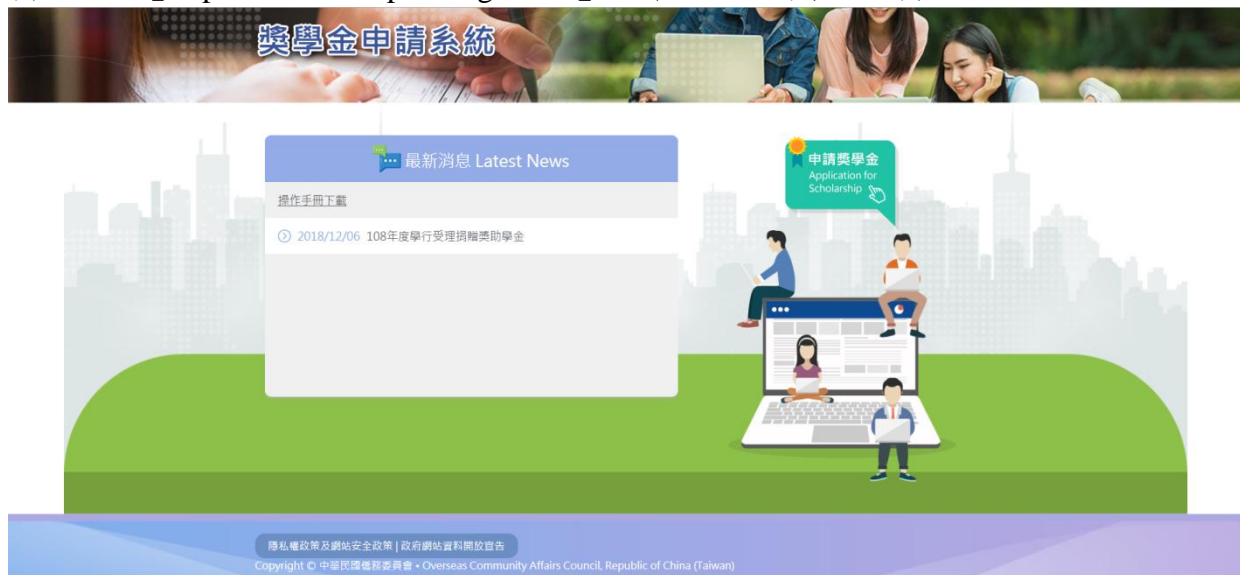 獎學金申請系統
最新消息 Latest News
操作手冊下載
2018/12/06 108年度學行受理捐贈獎助學金
申請獎學金
Application for
Scholarship
隱私權政策及網站安全政策 | 政府網站資料開放宣告
Copyright © 中華民國僑務委員會 • Overseas Community Affairs Council, Republic of China (Taiwan)